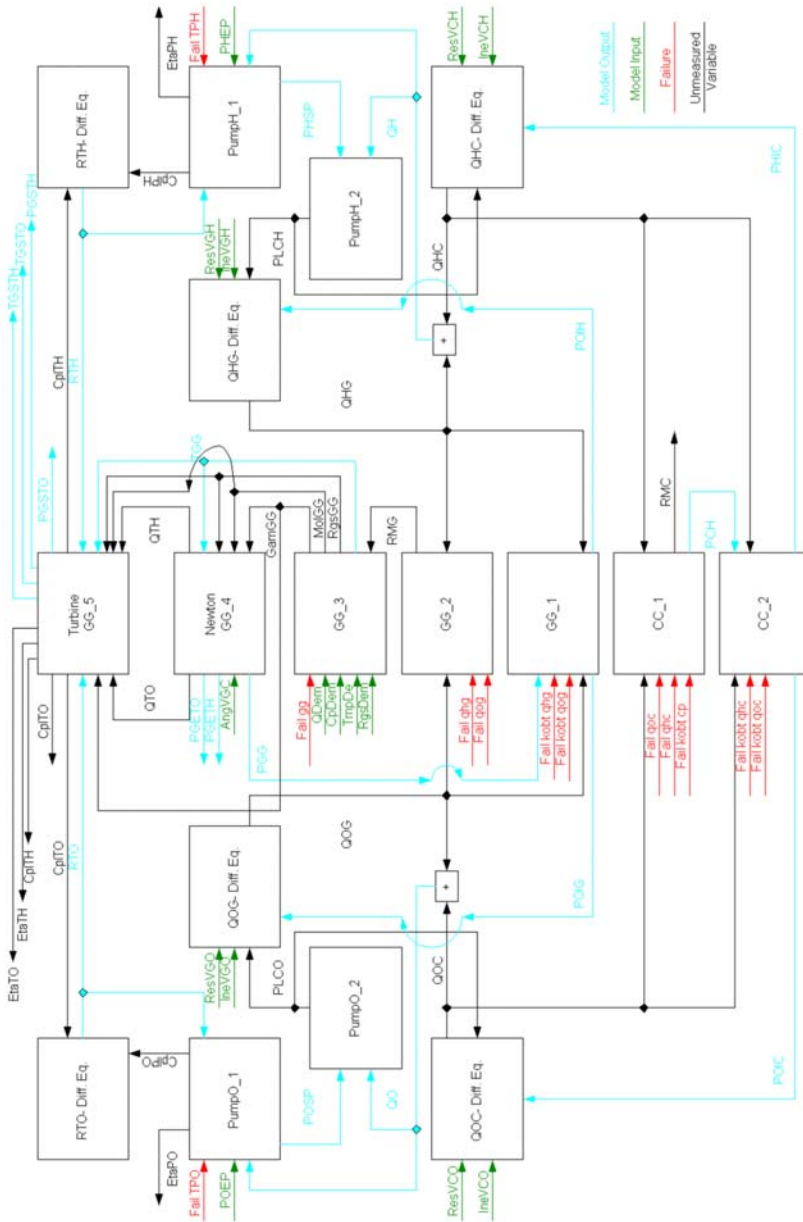 EtaTO
EtaTH
CplTH
CplTO
TGSTH
TGSTO
PGSTH
PGSTO
RTO- Diff. Eq.
CplTO
RTO
Turbine
GG_5
CplTH
RTH
RTH- Diff. Eq.
EtaPO
CplPO
QTO
QTH
CplPH
EtaPH
Fail TPO
POEP
PumpO_1
ResVGO
IneVGO
QOG- Diff. Eq.
PGETO
PGETH
AngVGC
Newton
GG_4
TGG
QHG- Diff. Eq.
ResVGH
IneVGH
PumpH_1
Fail TPH
PHEP
POSP
PLCO
PGG
GamGG
MolGG
RgsGG
PLCH
PHSP
PumpO_2
QO
Fail gg
QDem
CpDem
TmpDe
RgsDem
GG_3
RMG
QHG
PumpH_2
QH
QOG
ResVCO
IneVCO
QOC- Diff. Eq.
QOC
+
Fail qhg
Fail qog
GG_2
+
QHC
QHC- Diff. Eq.
ResVCH
IneVCH
POIG
Fail kobt qhg
Fail kobt qog
GG_1
POIH
Fail qoc
Fail qhc
Fail kobt cp
CC_1
RMC
PCH
POIC
Fail kobt qhc
Fail kobt qoc
CC_2
PHIC
Model Output
Model Input
Failure
Unmeasured
Variable